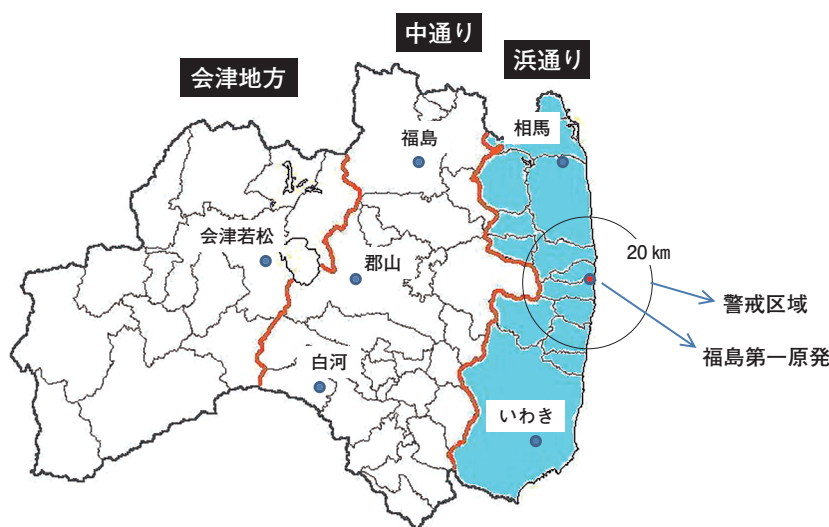 中通り
浜通り
会津地方
福島
相馬
会津若松
郡山
20 ㎞
警戒区域
福島第一原発
白河
いわき